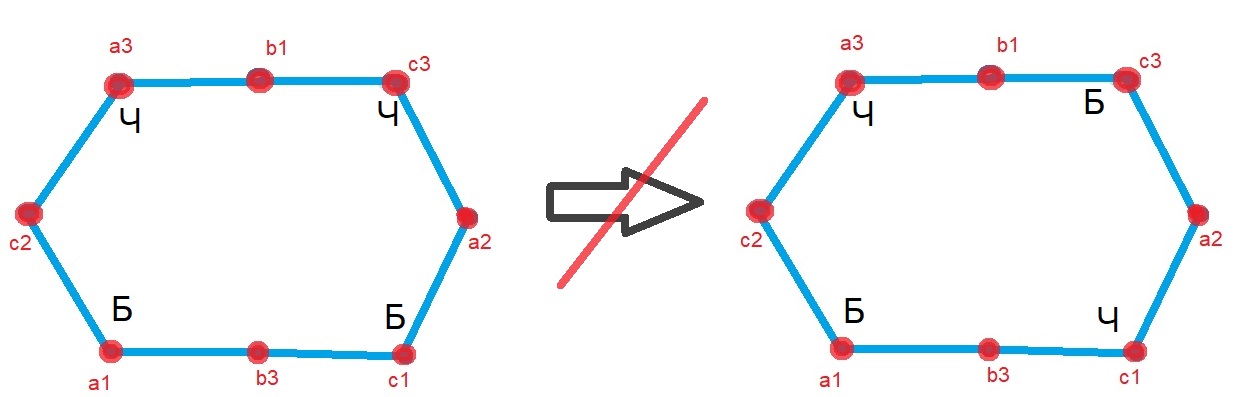 a3 b1 c3
Ч Ч
c2 a2
Б Б
a1 b3 c1
a3 b1 c3
Ч Б
c2 a2
Б Ч
a1 b3 c1